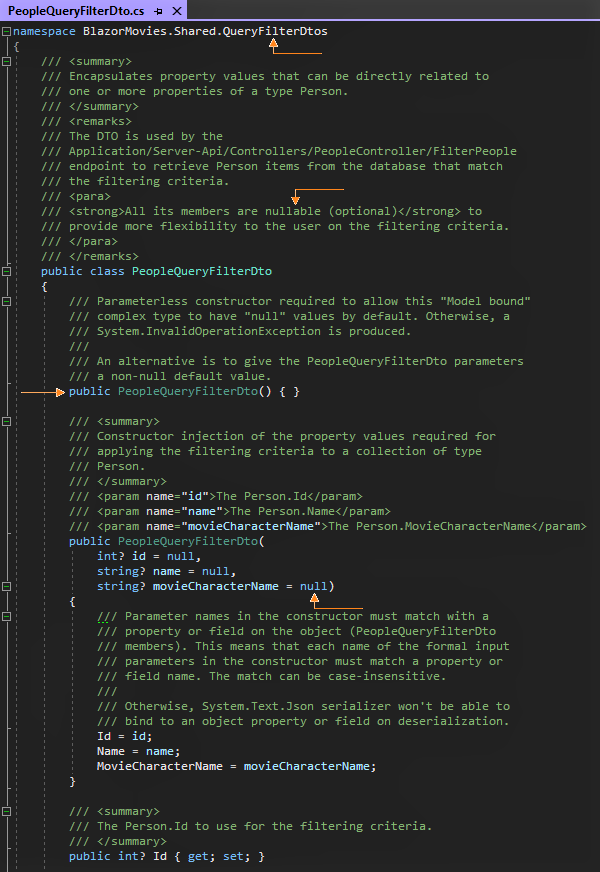 PeopleQueryFilterDto.cs
namespace BlazorMovies.Shared.QueryFilterDtos
{
/// <summary>
/// Encapsulates property values that can be directly related to
/// one or more properties of a type Person.
/// </summary>
/// <remarks>
/// The DTO is used by the
/// Application/Server-Api/Controllers/PeopleController/FilterPeople
/// endpoint to retrieve Person items from the database that match
/// the filtering criteria.
/// <para>
/// <strong>All its members are nullable (optional)</strong> to
/// provide more flexibility to the user on the filtering criteria.
/// </para>
/// </remarks>
public class PeopleQueryFilterDto
{
/// Parameterless constructor required to allow this "Model bound"
/// complex type to have "null" values by default. Otherwise, a
/// System.InvalidOperationException is produced.
///
/// An alternative is to give the PeopleQueryFilterDto parameters
/// a non-null default value.
public PeopleQueryFilterDto() { }
/// <summary>
/// Constructor injection of the property values required for
/// applying the filtering criteria to a collection of type
/// Person.
/// </summary>
/// <param name="id">The Person.Id</param>
/// <param name="name">The Person.Name</param>
/// <param name="movieCharacterName">The Person.MovieCharacterName</param>
public PeopleQueryFilterDto(
int? id = null,
string? name = null,
string? movieCharacterName = null)
{
/// Parameter names in the constructor must match with a
/// property or field on the object (PeopleQueryFilterDto
/// members). This means that each name of the formal input
/// parameters in the constructor must match a property or
/// field name. The match can be case-insensitive.
///
/// Otherwise, System.Text.Json serializer won't be able to
/// bind to an object property or field on deserialization.
Id = id;
Name = name;
MovieCharacterName = movieCharacterName;
}
/// <summary>
/// The Person.Id to use for the filtering criteria.
/// </summary>
public int? Id { get; set; }